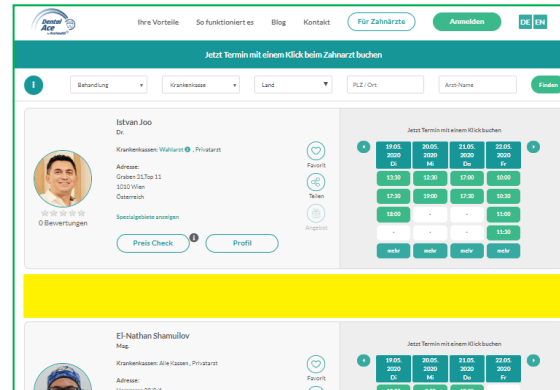 Dental
Ace
Ihre Vorteile
So funktioniert es
Blog
Kontakt
Für Zahnärzte
Anmelden
DE EN
Jetzt Termin mit einem Klick beim Zahnarzt buchen
Behandlung
Krankenkasse
Land
PLZ / Ort
Arzt-Name
Finden
Istvan Joo
Dr.
Krankenkassen: Wahlarzt , Privatarzt
Adresse:
Graben 31,Top 11
1010 Wien
Österreich
Spezialgebiete anzeigen
0 Bewertungen
Preis Check
Profil
Favorit
Teilen
Angebot
Jetzt Termin mit einem Klick buchen
19.05. 20.05. 21.05. 22.05.
2020 2020 2020 2020
Di Mi Do Fr
13:30 12:30 17:00 10:00
17:30 19:00 17:30 10:30
18:00 - - 11:00
- - - 11:30
mehr mehr mehr mehr
El-Nathan Shamuilov
Mag.
Krankenkassen: Alle Kassen , Privatarzt
Adresse:
Favorit
Jetzt Termin mit einem Klick buchen
19.05. 20.05. 21.05. 22.05.
2020 2020 2020 2020
Di Mi Do Fr